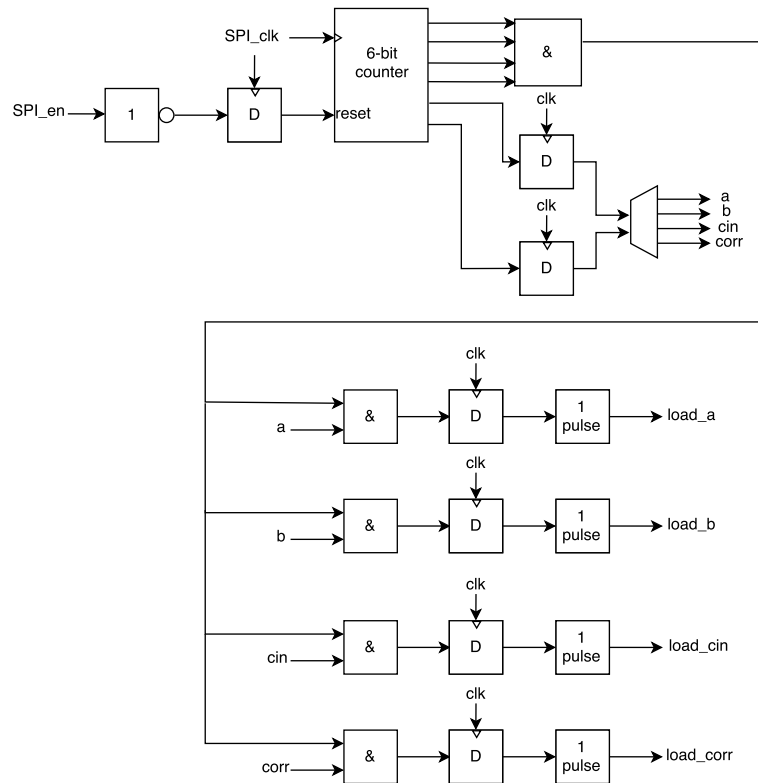 SPI_clk
6-bit
counter
&
SPI_en
1
D
reset
clk
D
a
b
cin
corr
clk
D
clk
&
D
1
pulse
load_a
a
clk
&
D
1
pulse
load_b
b
clk
&
D
1
pulse
load_cin
cin
clk
&
D
1
pulse
load_corr
corr